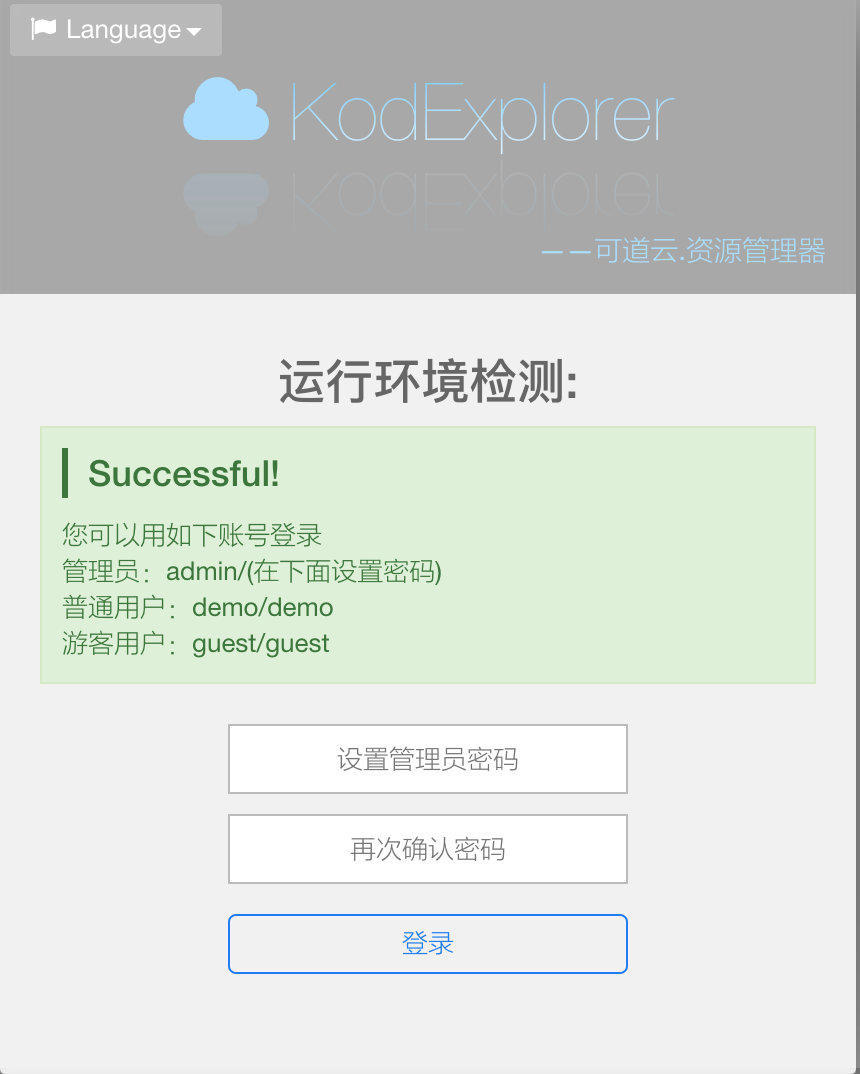 Language
KodExplorer
——可道云.资源管理器
运行环境检测:
Successful!
您可以用如下账号登录
管理员：admin/(在下面设置密码)
普通用户：demo/demo
游客用户：guest/guest
设置管理员密码
再次确认密码
登录